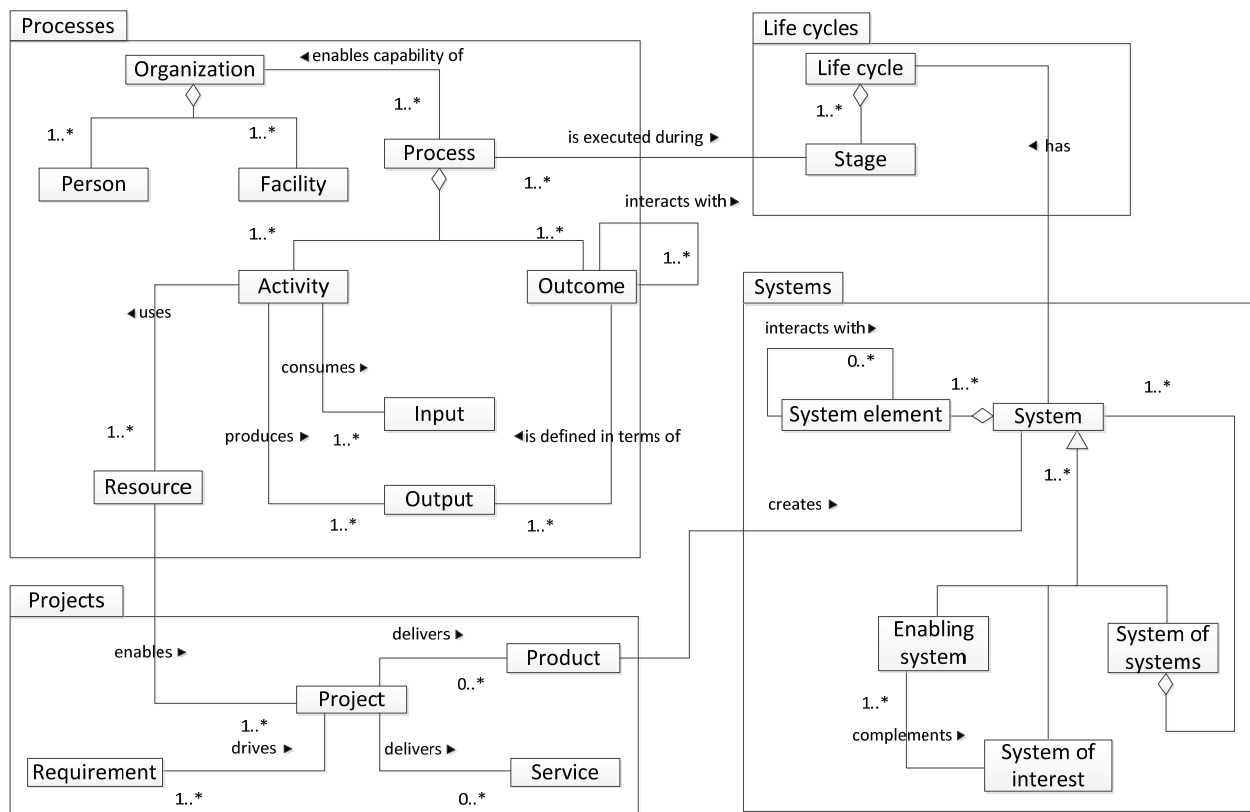 Processes
◄ enables capability of
Organization
1..*
1..*
1..*
Process
Person
Facility
is executed during ►
1..*
interacts with ►
1..*
1..*
1..*
Activity
Outcome
◄ uses
consumes ►
Input
1..*
produces ►
1..*
◄ is defined in terms of
Resource
Output
1..*
1..*
Life cycles
Life cycle
1..*
Stage
◄ has
Systems
interacts with ►
0..*
1..*
1..*
System element
System
1..*
creates ►
Enabling
system
System of
systems
1..*
complements ►
System of
interest
Projects
enables ►
delivers ►
Product
0..*
Project
1..*
drives ►
delivers ►
Requirement
Service
1..*
0..*